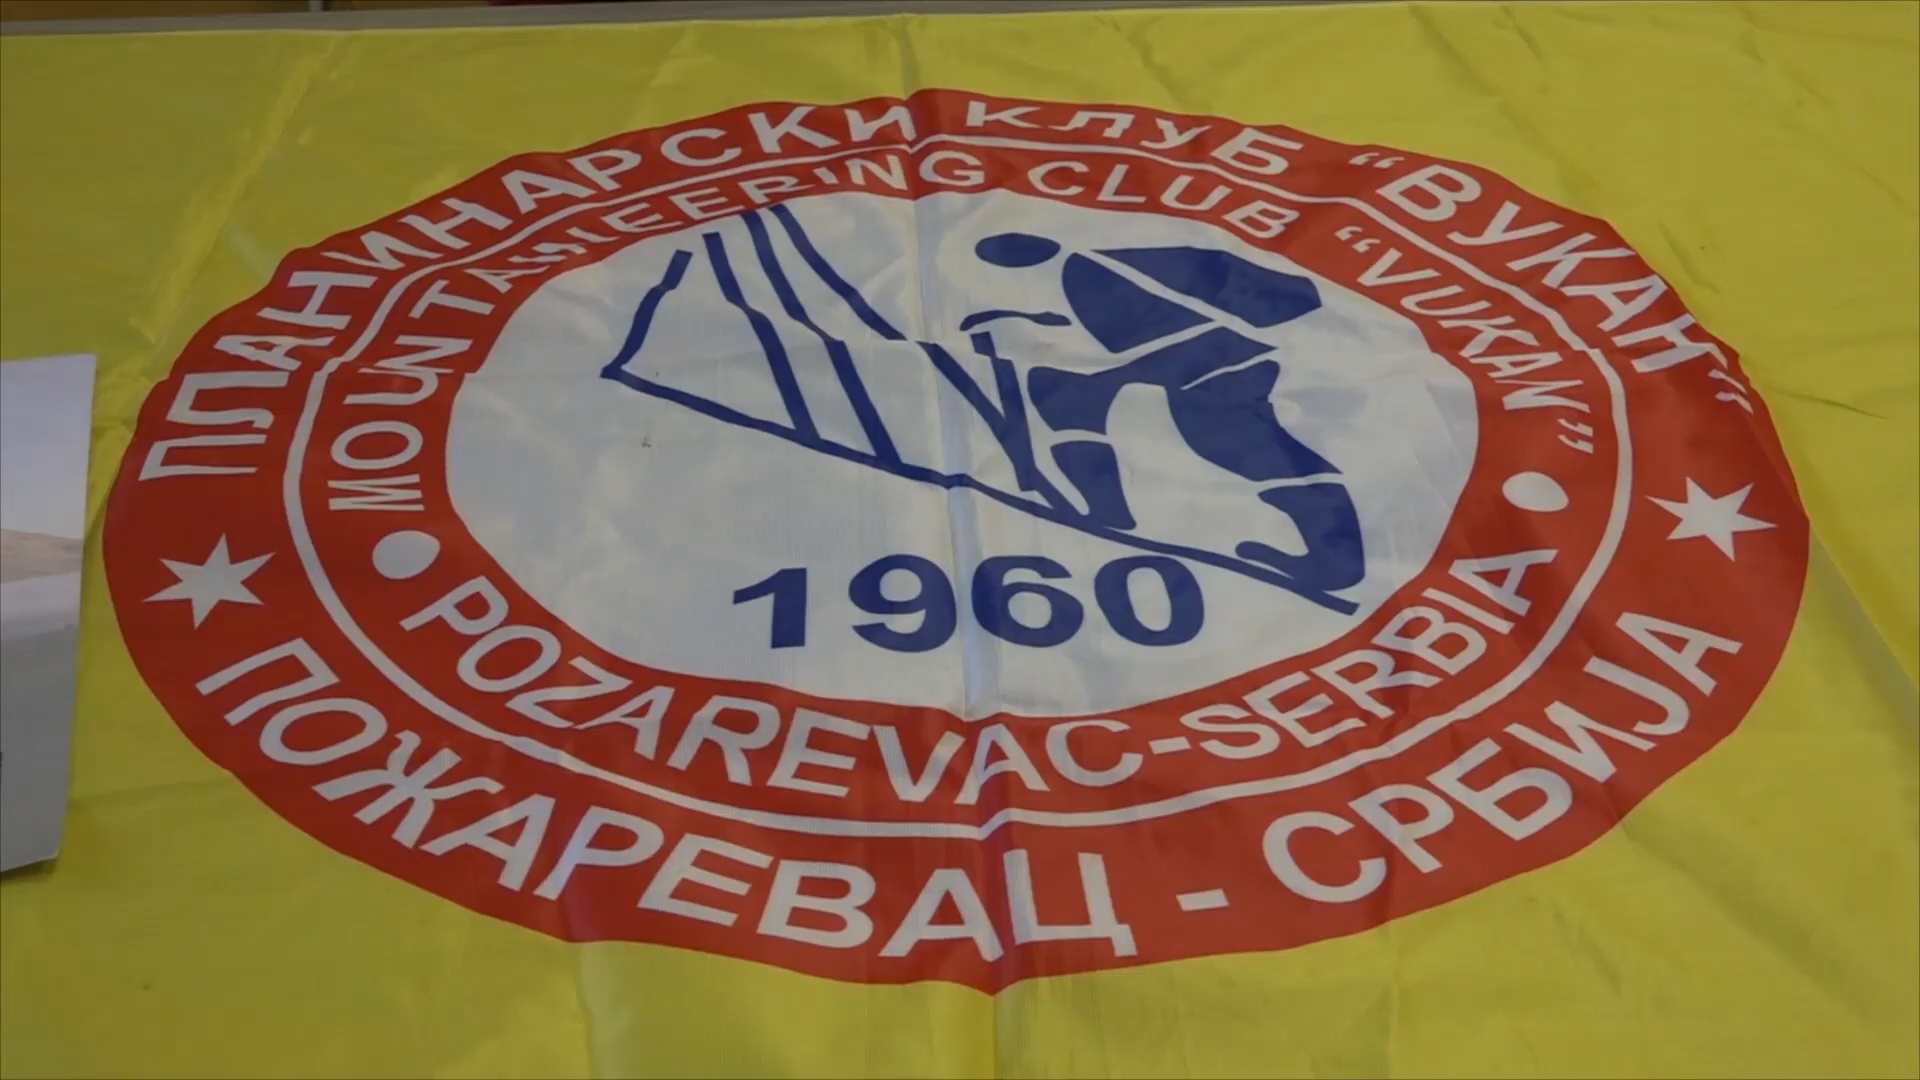 ПЛАНИНАРСКИ КЛУБ “ВУКАН”
MOUNTAINEERING CLUB “VUKAN”
1960
POZAREVAC-SERBIA
ПОЖАРЕВАЦ - СРБИЈА